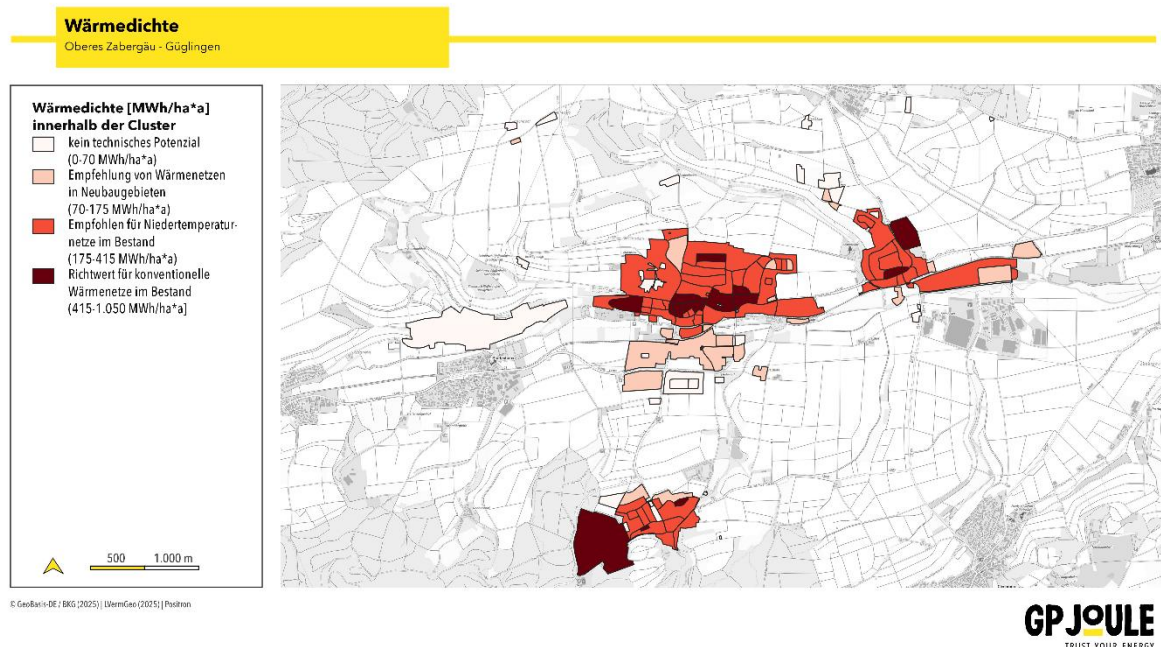 Wärmedichte
Oberes Zabergäu - Güglingen
Wärmedichte [MWh/ha*a]
innerhalb der Cluster
kein technisches Potenzial
(0-70 MWh/ha*a)
Empfehlung von Wärmenetzen
in Neubaugebieten
(70-175 MWh/ha*a)
Empfohlen für Niedertemperatur-
netze im Bestand
(175-415 MWh/ha*a)
Richtwert für konventionelle
Wärmenetze im Bestand
(415-1.050 MWh/ha*a]
500 1.000 m
© GeoBasis-DE / BKG (2025) | LVermGeo (2025) | Positron
GP JOULE
TRUST YOUR ENERGY